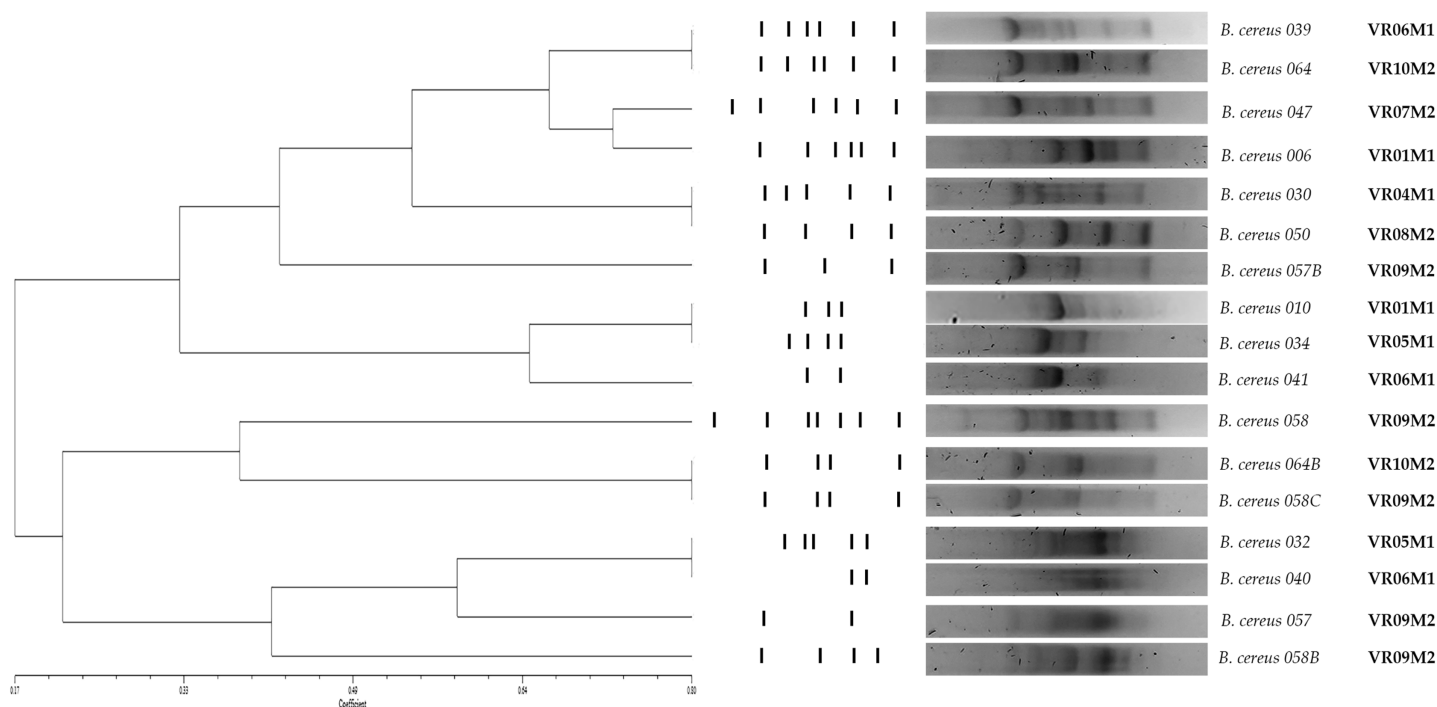 B. cereus 039 VR06M1
B. cereus 064 VR10M2
B. cereus 047 VR07M2
B. cereus 006 VR01M1
B. cereus 030 VR04M1
B. cereus 050 VR08M2
B. cereus 057B VR09M2
B. cereus 010 VR01M1
B. cereus 034 VR05M1
B. cereus 041 VR06M1
B. cereus 058 VR09M2
B. cereus 064B VR10M2
B. cereus 058C VR09M2
B. cereus 032 VR05M1
B. cereus 040 VR06M1
B. cereus 057 VR09M2
B. cereus 058B VR09M2
0.17 0.33 0.49 0.64 0.80
Coefficient